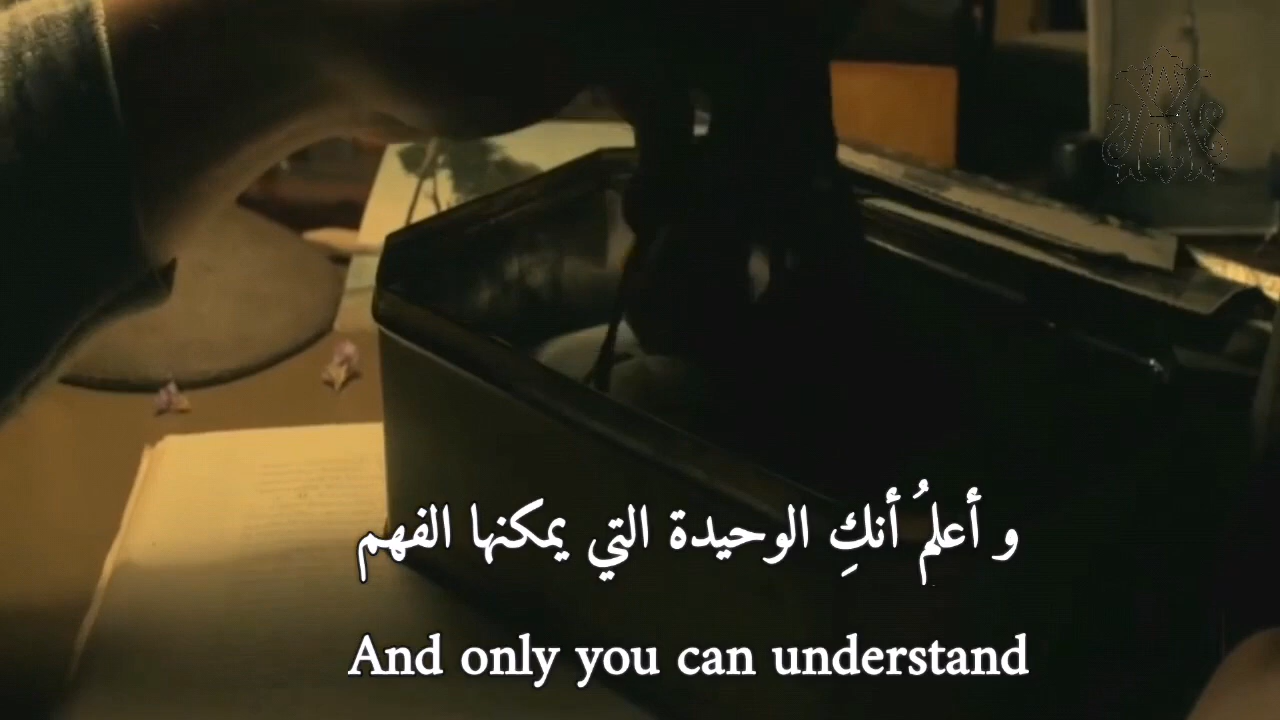 و أعلمُ أنكِ الوحيدة التي يمكنها الفهم
And only you can understand